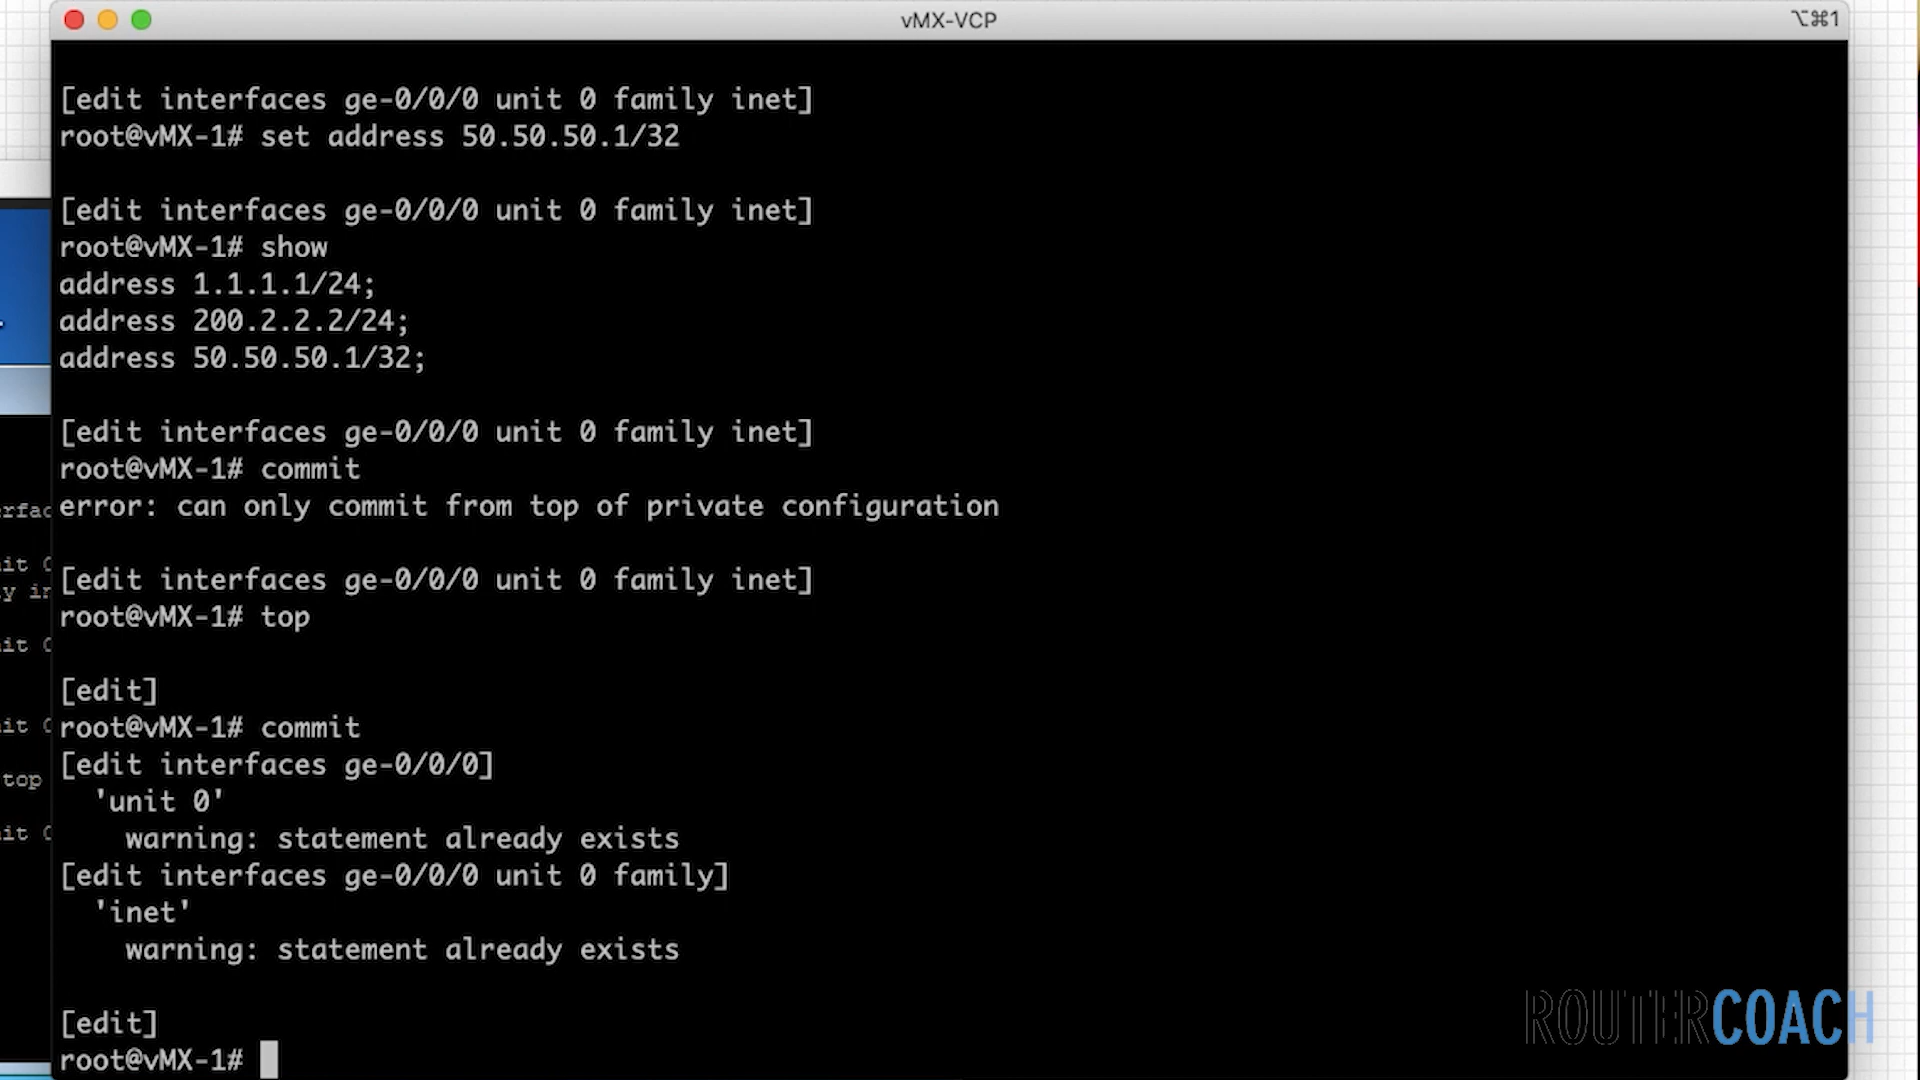 vMX-VCP
⌥⌘1
[edit interfaces ge-0/0/0 unit 0 family inet]
root@vMX-1# set address 50.50.50.1/32
[edit interfaces ge-0/0/0 unit 0 family inet]
root@vMX-1# show
address 1.1.1.1/24;
address 200.2.2.2/24;
address 50.50.50.1/32;
[edit interfaces ge-0/0/0 unit 0 family inet]
root@vMX-1# commit
error: can only commit from top of private configuration
[edit interfaces ge-0/0/0 unit 0 family inet]
root@vMX-1# top
[edit]
root@vMX-1# commit
[edit interfaces ge-0/0/0]
'unit 0'
warning: statement already exists
[edit interfaces ge-0/0/0 unit 0 family]
'inet'
warning: statement already exists
[edit]
root@vMX-1#
top
ROUTERCOACH